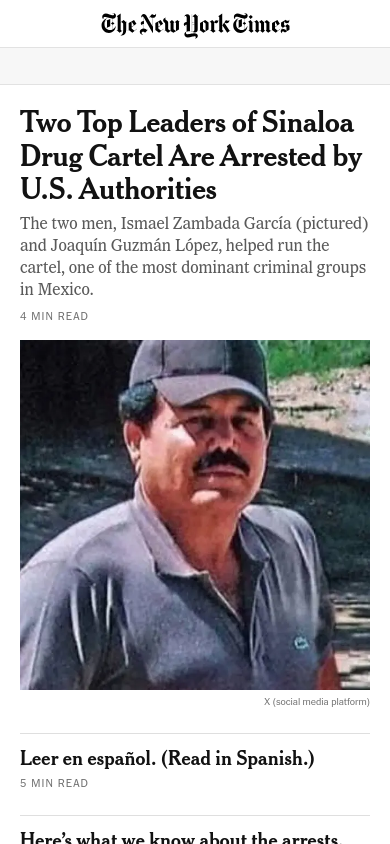 The New York Times
Two Top Leaders of Sinaloa
Drug Cartel Are Arrested by
U.S. Authorities
The two men, Ismael Zambada García (pictured)
and Joaquín Guzmán López, helped run the
cartel, one of the most dominant criminal groups
in Mexico.
4 MIN READ
X (social media platform)
Leer en español. (Read in Spanish.)
5 MIN READ
Here’s what we know about the arrests.